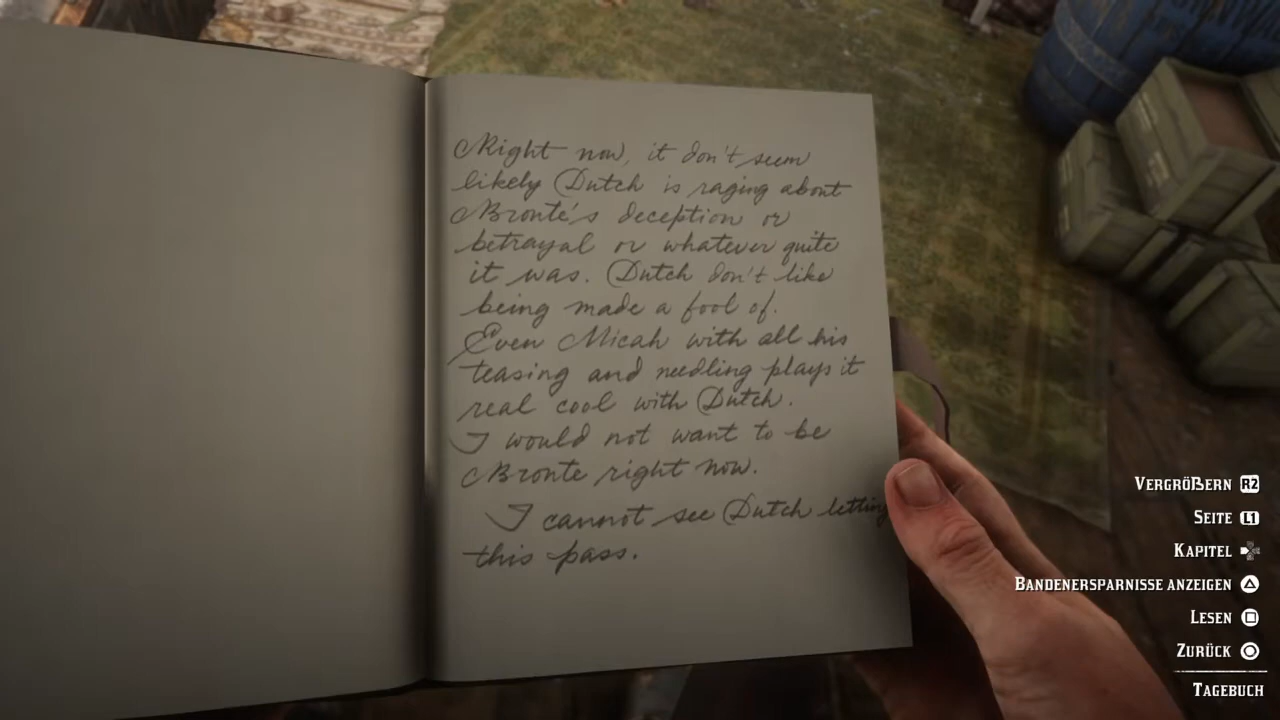 Right now, it don't seem
likely Dutch is raging about
Bronte's deception or
betrayal or whatever quite
it was. Dutch don't like
being made a fool of.
Even Micah with all his
teasing and needling plays it
real cool with Dutch.
I would not want to be
Bronte right now.
I cannot see Dutch letting
this pass.
VERGRÖẞERN R2
SEITE L1
KAPITEL
BANDENERSPARNISSE ANZEIGEN
LESEN
ZURÜCK
TAGEBUCH